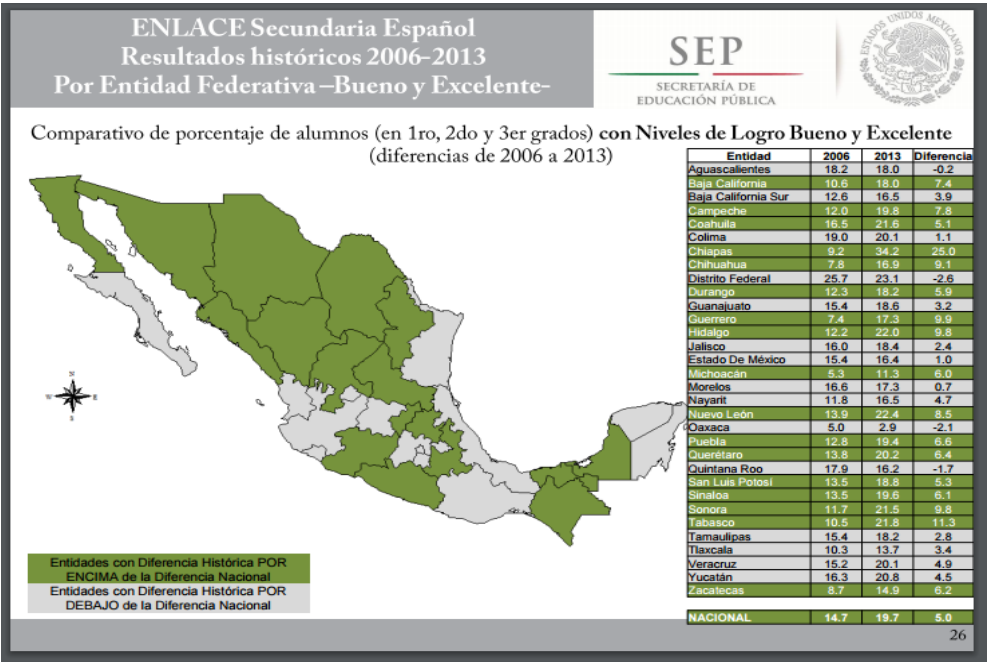 ENLACE Secundaria Español
Resultados históricos 2006-2013
Por Entidad Federativa –Bueno y Excelente-
SEP
SECRETARÍA DE
EDUCACIÓN PÚBLICA
ESTADOS UNIDOS MEXICANOS
Comparativo de porcentaje de alumnos (en 1ro, 2do y 3er grados) con Niveles de Logro Bueno y Excelente
(diferencias de 2006 a 2013)
Entidad 2006 2013 Diferencia
Aguascalientes 18.2 18.0 -0.2
Baja California 10.6 18.0 7.4
Baja California Sur 12.6 16.5 3.9
Campeche 12.0 19.8 7.8
Coahuila 16.5 21.6 5.1
Colima 19.0 20.1 1.1
Chiapas 9.2 34.2 25.0
Chihuahua 7.8 16.9 9.1
Distrito Federal 25.7 23.1 -2.6
Durango 12.3 18.2 5.9
Guanajuato 15.4 18.6 3.2
Guerrero 7.4 17.3 9.9
Hidalgo 12.2 22.0 9.8
Jalisco 16.0 18.4 2.4
Estado De México 15.4 16.4 1.0
Michoacán 5.3 11.3 6.0
Morelos 16.6 17.3 0.7
Nayarit 11.8 16.5 4.7
Nuevo León 13.9 22.4 8.5
Oaxaca 5.0 2.9 -2.1
Puebla 12.8 19.4 6.6
Querétaro 13.8 20.2 6.4
Quintana Roo 17.9 16.2 -1.7
San Luis Potosí 13.5 18.8 5.3
Sinaloa 13.5 19.6 6.1
Sonora 11.7 21.5 9.8
Tabasco 10.5 21.8 11.3
Tamaulipas 15.4 18.2 2.8
Tlaxcala 10.3 13.7 3.4
Veracruz 15.2 20.1 4.9
Yucatán 16.3 20.8 4.5
Zacatecas 8.7 14.9 6.2
NACIONAL 14.7 19.7 5.0
N
W E
S
Entidades con Diferencia Histórica POR
ENCIMA de la Diferencia Nacional
Entidades con Diferencia Histórica POR
DEBAJO de la Diferencia Nacional
26